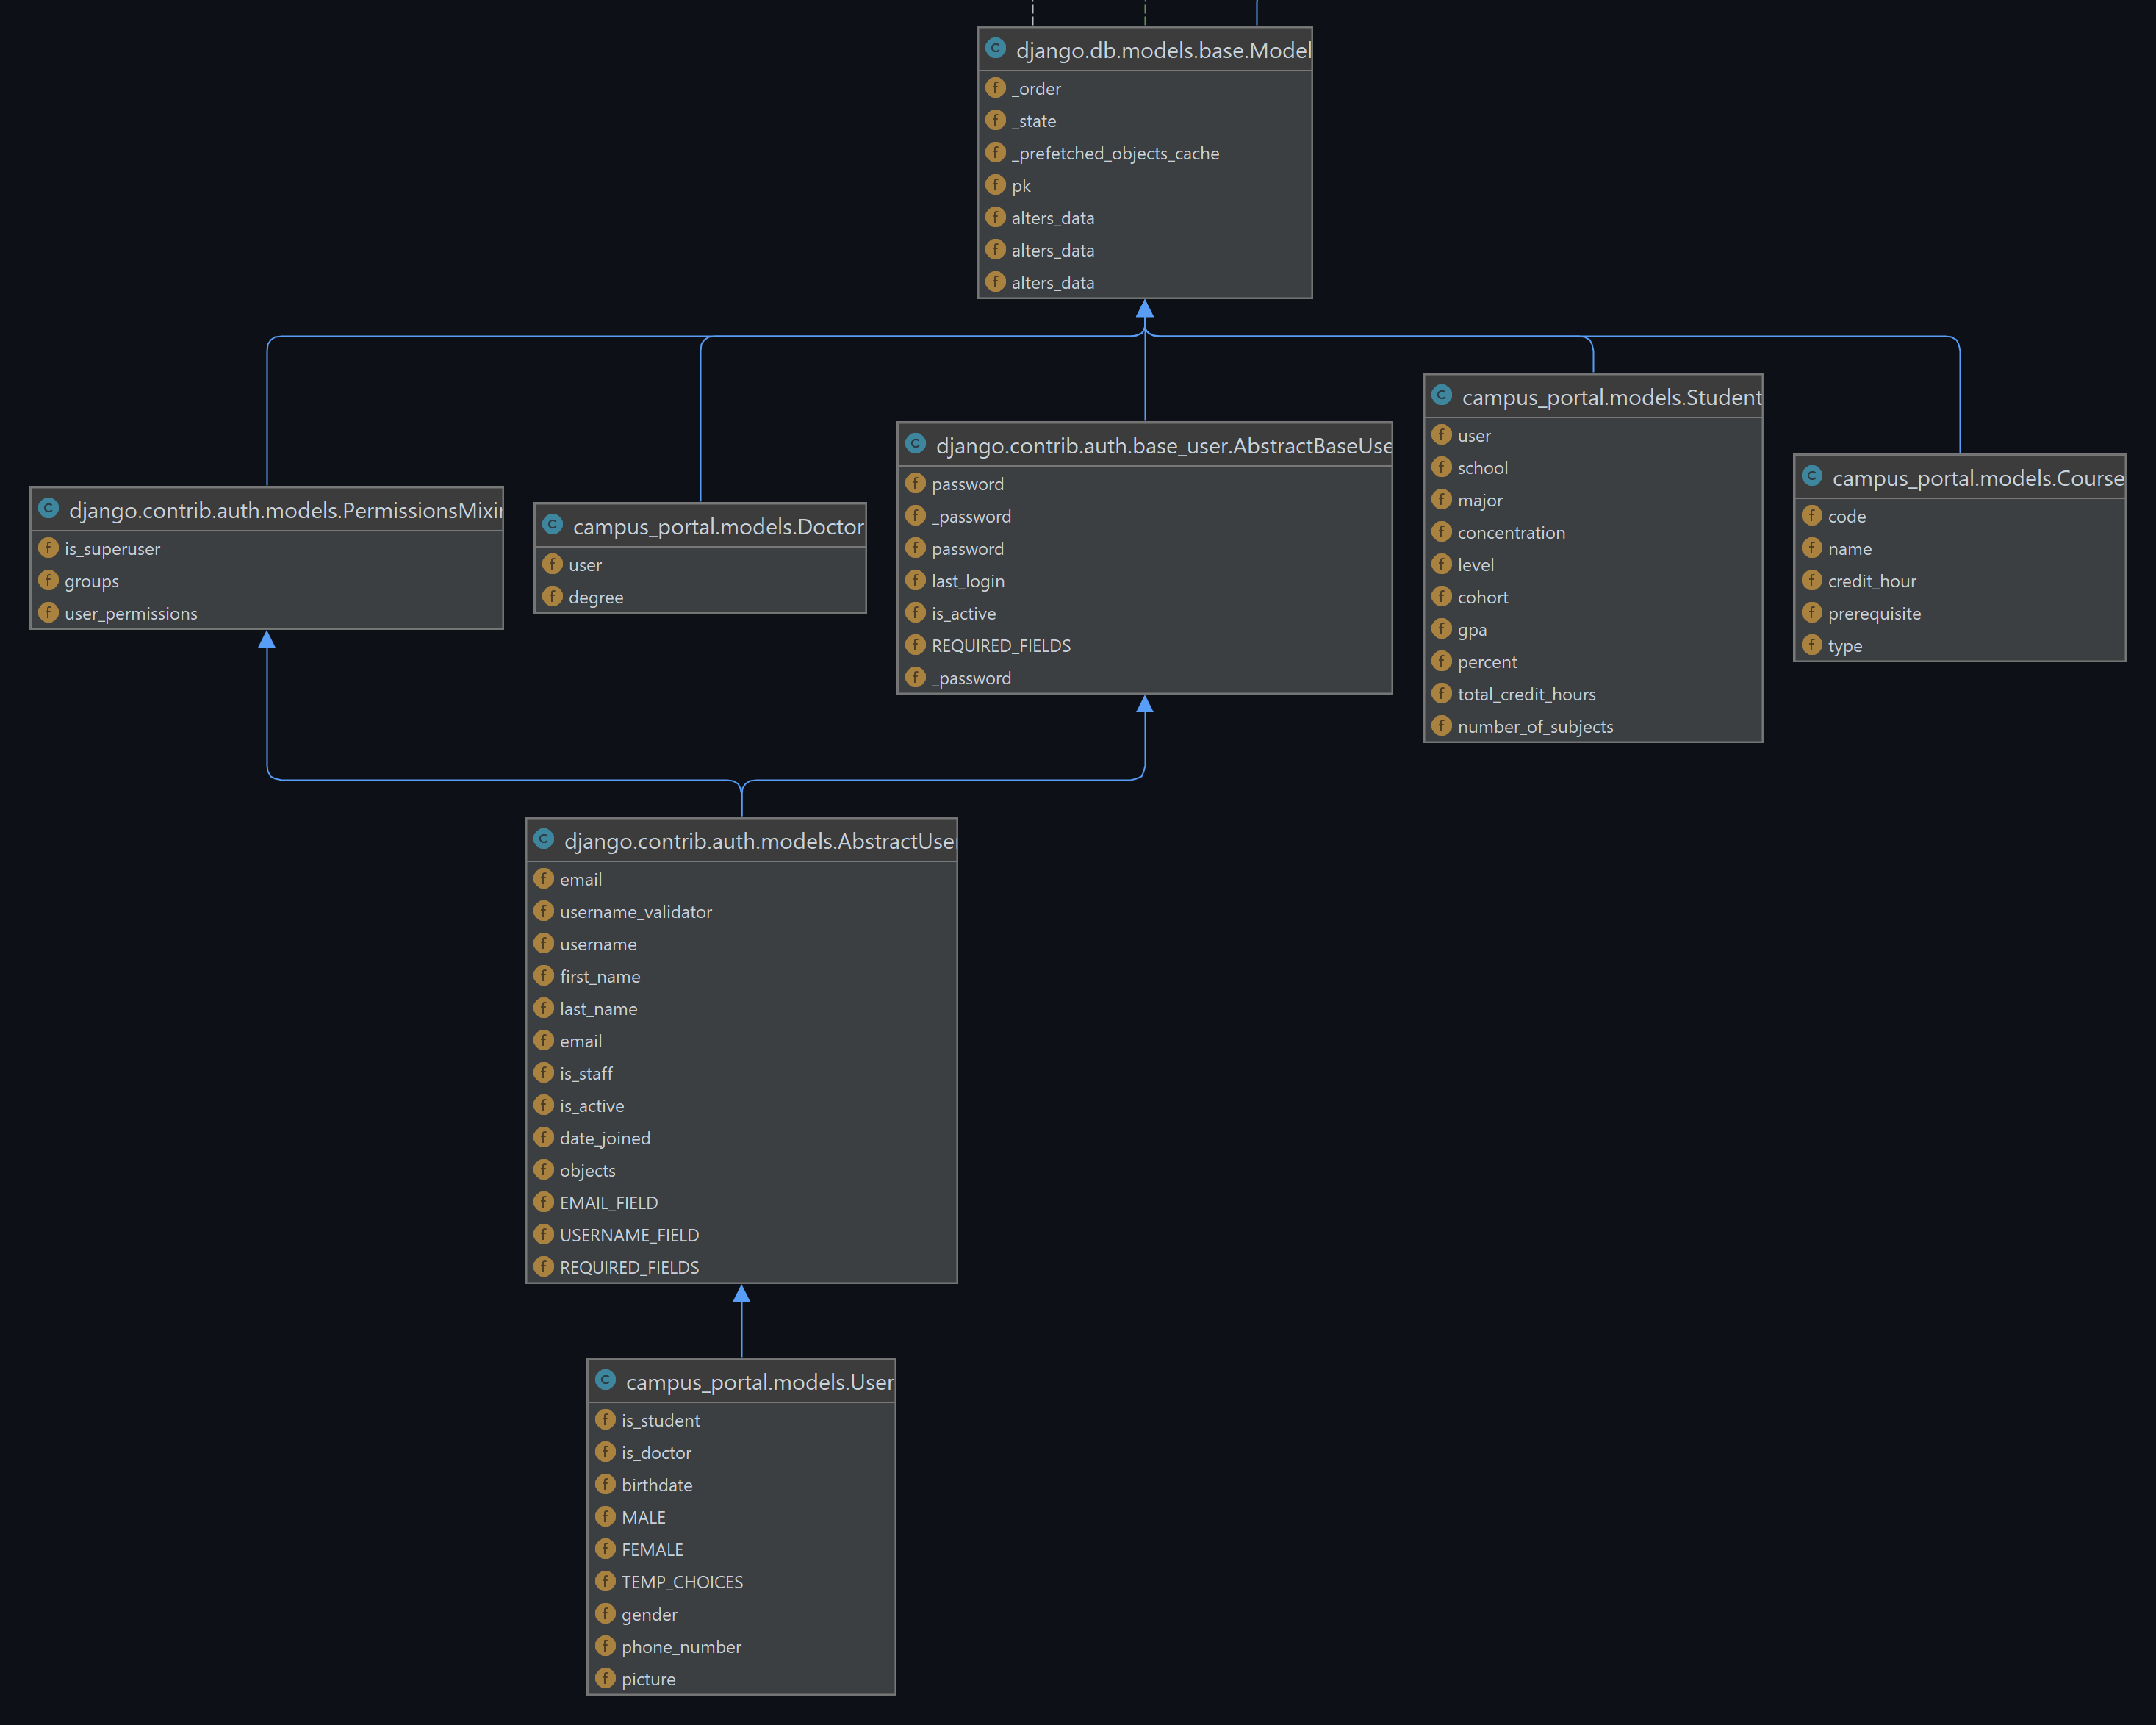 django.db.models.base.Model
_order
_state
_prefetched_objects_cache
pk
alters_data
alters_data
alters_data
django.contrib.auth.models.PermissionsMixin
is_superuser
groups
user_permissions
campus_portal.models.Doctor
user
degree
django.contrib.auth.base_user.AbstractBaseUse
password
_password
password
last_login
is_active
REQUIRED_FIELDS
_password
campus_portal.models.Student
user
school
major
concentration
level
cohort
gpa
percent
total_credit_hours
number_of_subjects
campus_portal.models.Course
code
name
credit_hour
prerequisite
type
django.contrib.auth.models.AbstractUse
email
username_validator
username
first_name
last_name
email
is_staff
is_active
date_joined
objects
EMAIL_FIELD
USERNAME_FIELD
REQUIRED_FIELDS
campus_portal.models.User
is_student
is_doctor
birthdate
MALE
FEMALE
TEMP_CHOICES
gender
phone_number
picture